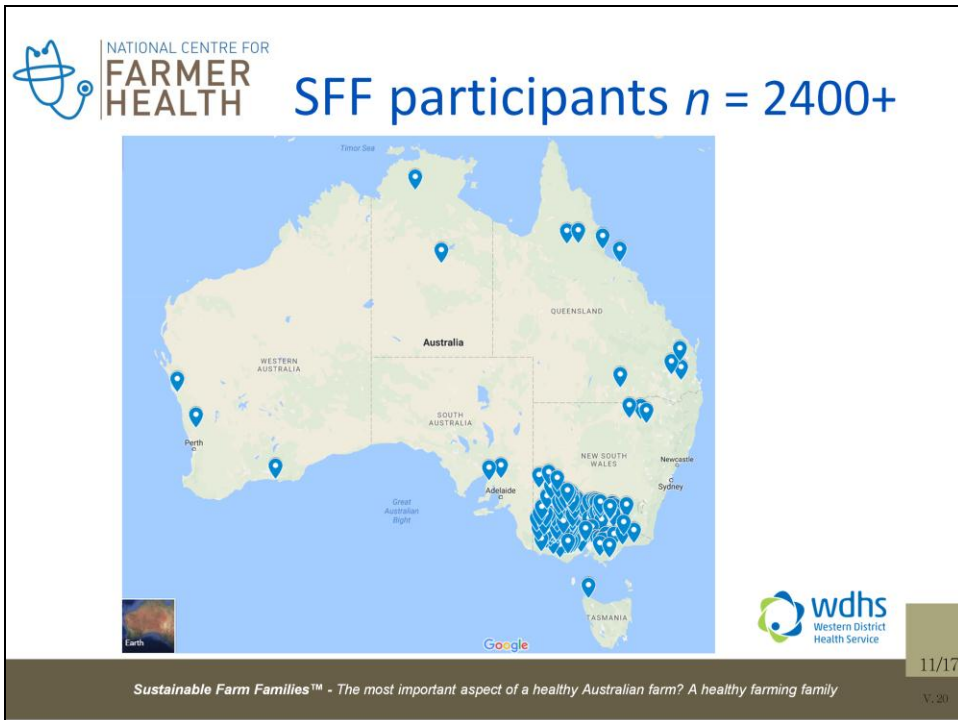 NATIONAL CENTRE FOR
FARMER
HEALTH
SFF participants n = 2400+
Timor Sea
QUEENSLAND
Australia
WESTERN
AUSTRALIA
SOUTH
AUSTRALIA
Perth
NEW SOUTH
WALES
Newcastle
Sydney
Adelaide
Great
Australian
Bight
TASMANIA
Earth
Google
wdhs
Western District
Health Service
11/17
Sustainable Farm Families™ - The most important aspect of a healthy Australian farm? A healthy farming family
V. 20